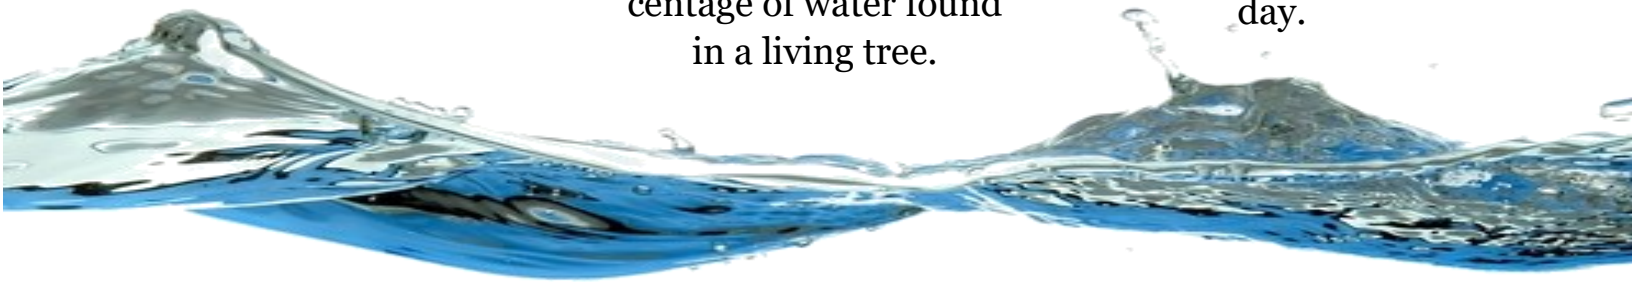 centage of water found
in a living tree.
day.